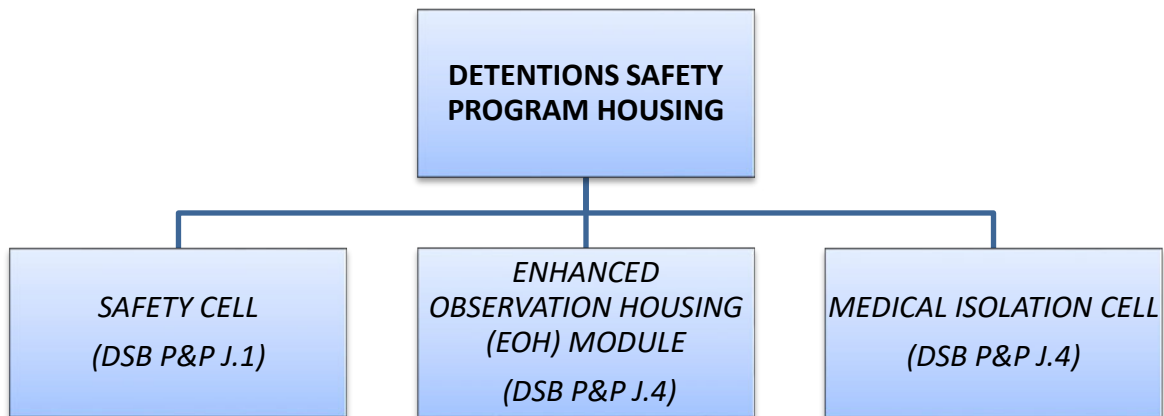 DETENTIONS SAFETY
PROGRAM HOUSING
SAFETY CELL
(DSB P&P J.1)
ENHANCED
OBSERVATION HOUSING
(EOH) MODULE
(DSB P&P J.4)
MEDICAL ISOLATION CELL
(DSB P&P J.4)